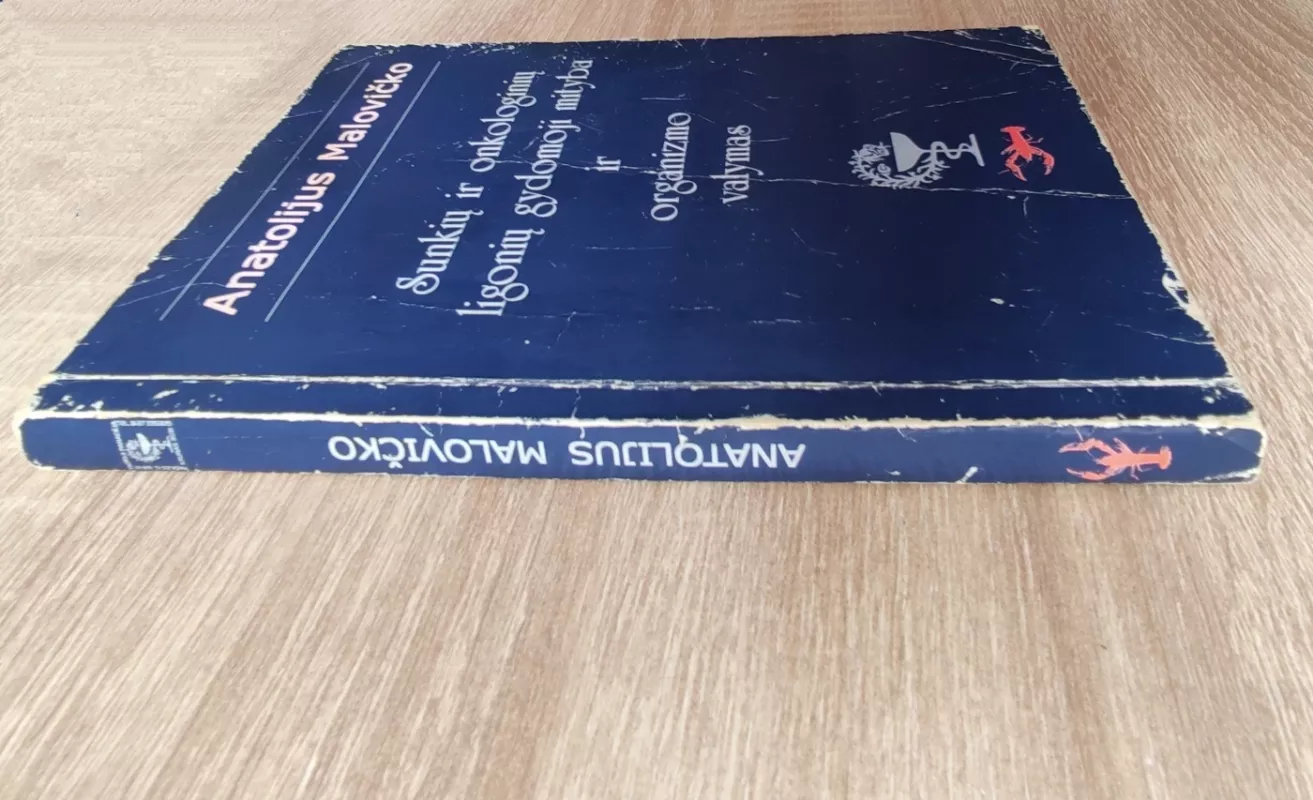 Anatolijus Malovičko
Sunkių ir onkologinių
ligonių gydomoji mityba
ir
organizmo
valymas
ANATOLIJUS MALOVIČKO